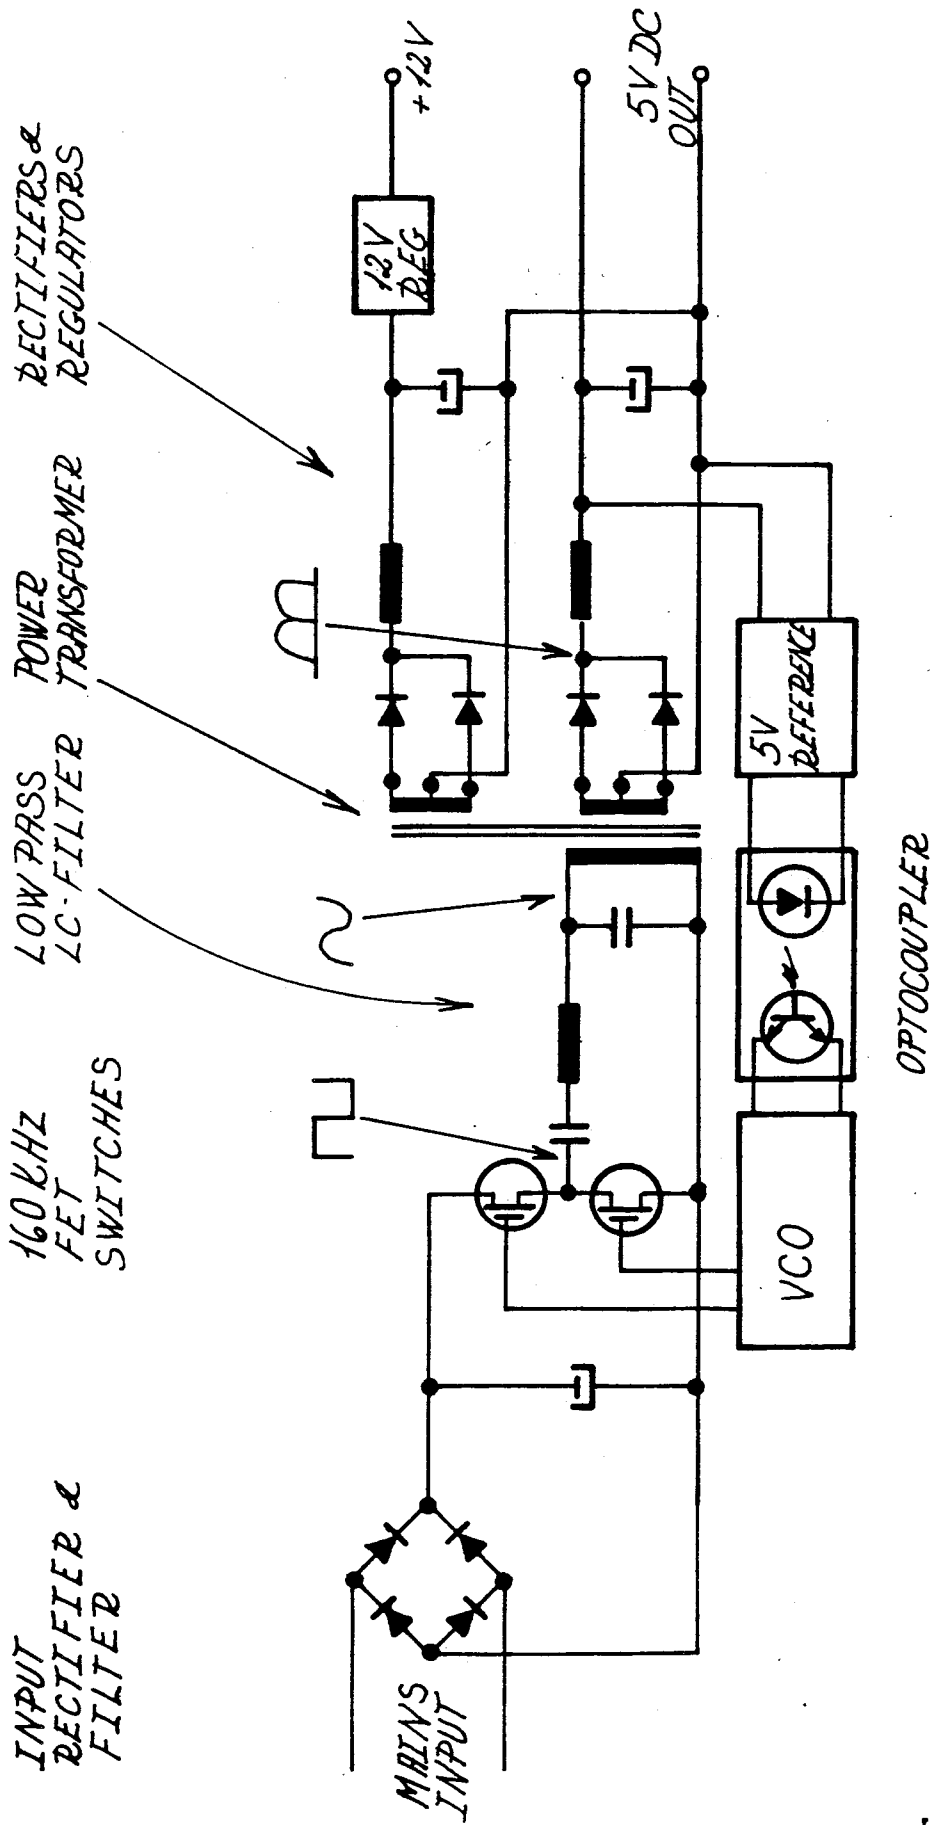 INPUT
RECTIFIER &
FILTER
160 KHZ
FET
SWITCHES
LOW PASS
LC-FILTER
POWER
TRANSFORMER
RECTIFIERS &
REGULATORS
MAINS
INPUT
12V
REG
+12V
5V DC
OUT
VCO
OPTOCOUPLER
5V
REFERENCE